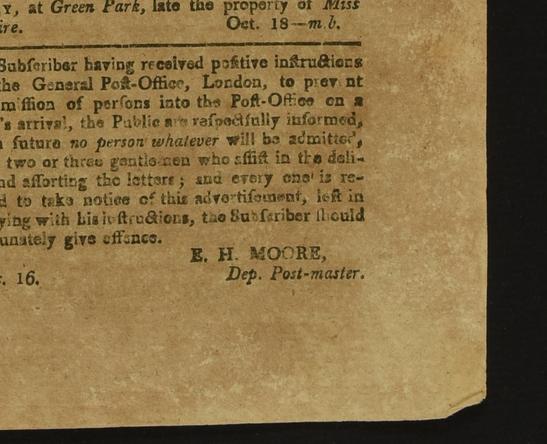 Y, at Green Park, late the property of Miss
ire. Oct. 18—m.b.
Subſcriber having received poſitive inſtructions
the General Poſt-Office, London, to prevent
miſſion of perſons into the Poſt-Office on a
's arrival, the Public are reſpectfully informed,
future no person whatever will be admitted,
two or three gentlemen who aſſiſt in the deli-
nd aſſorting the letters; and every one is re-
d to take notice of this advertiſement, leſt in
ying with his inſtructions, the Subſcriber ſhould
unately give offence.
E. H. MOORE,
. 16. Dep. Post-master.